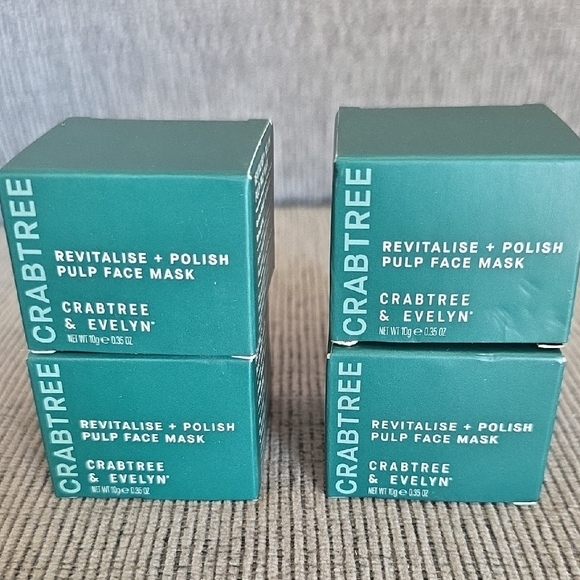 CRABTREE
REVITALISE + POLISH
PULP FACE MASK
CRABTREE
& EVELYN®
NET WT 10g ℮ 0.35 OZ
CRABTREE
REVITALISE + POLISH
PULP FACE MASK
CRABTREE
& EVELYN®
NET WT 10g ℮ 0.35 OZ
CRABTREE
REVITALISE + POLISH
PULP FACE MASK
CRABTREE
& EVELYN®
NET WT 10g ℮ 0.35 OZ
CRABTREE
REVITALISE + POLISH
PULP FACE MASK
CRABTREE
& EVELYN®
NET WT 10g ℮ 0.35 OZ